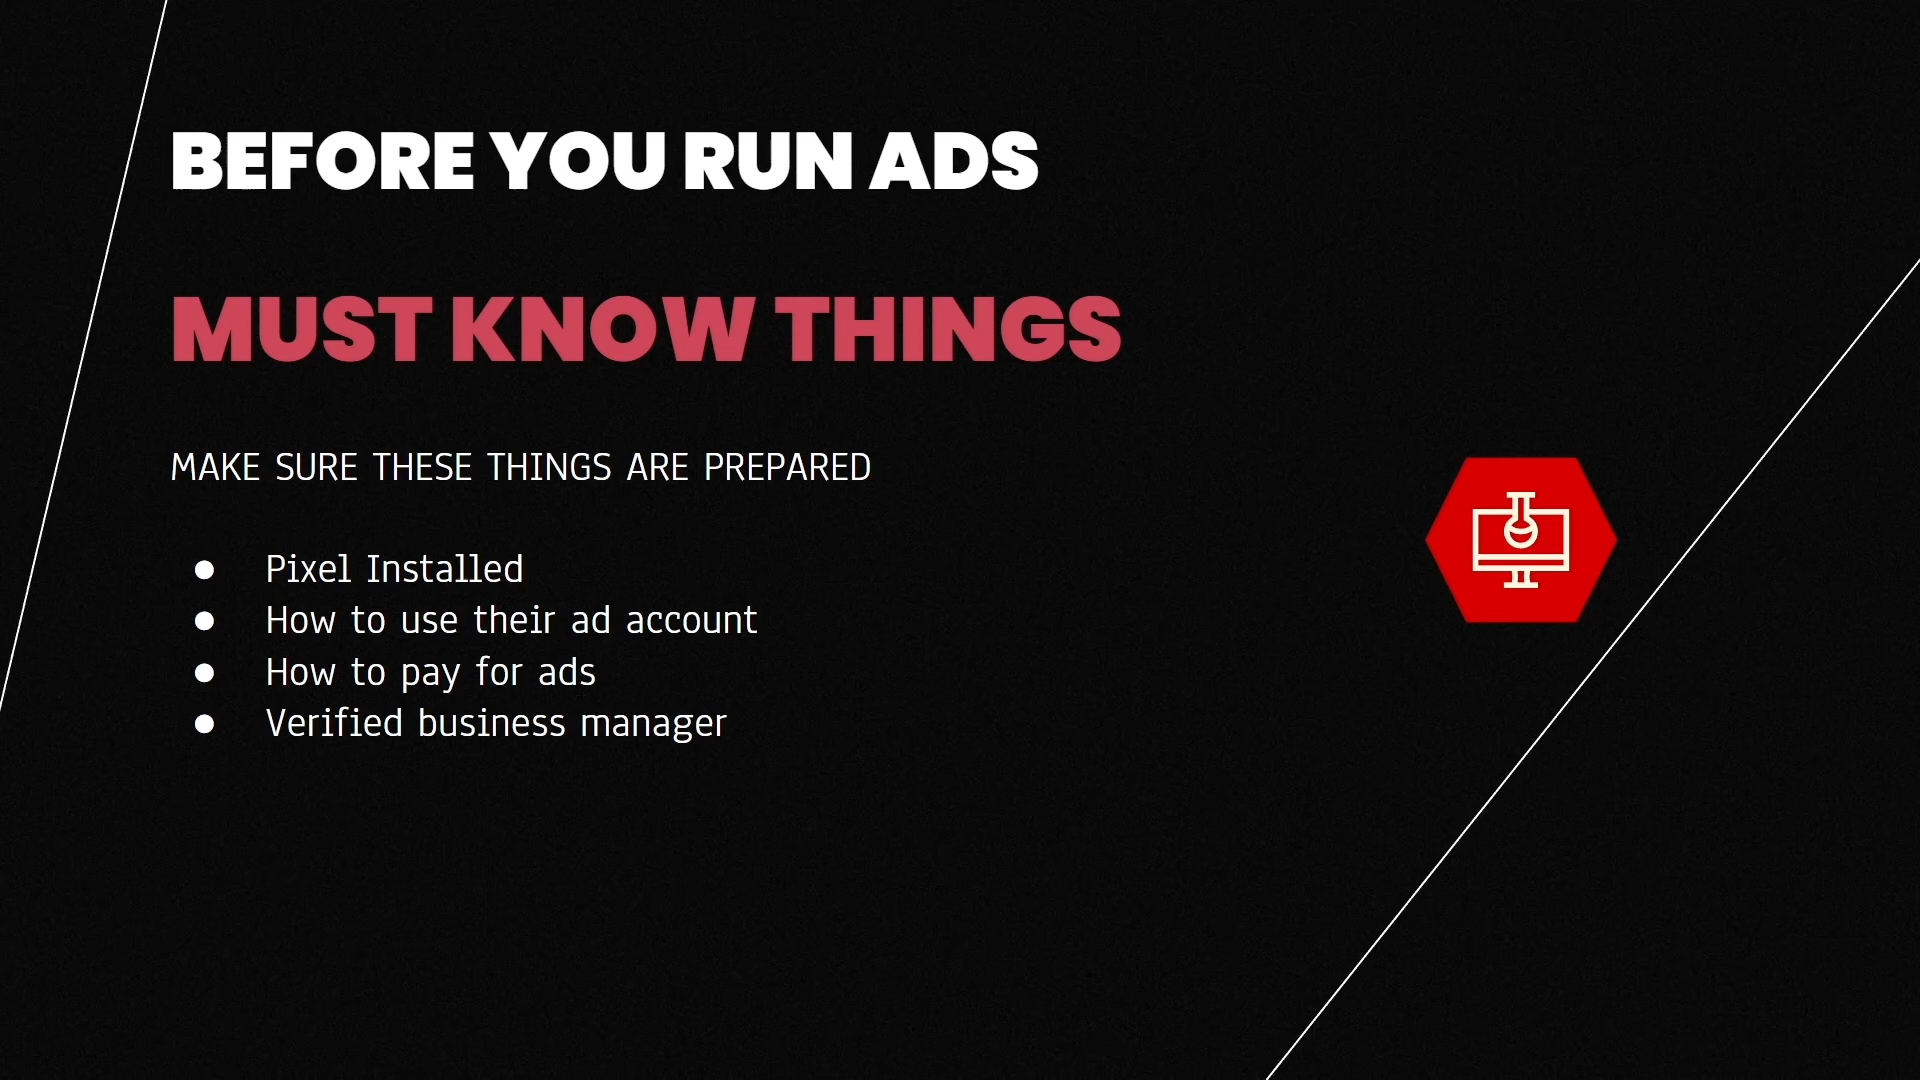 BEFORE YOU RUN ADS
MUST KNOW THINGS
MAKE SURE THESE THINGS ARE PREPARED
● Pixel Installed
● How to use their ad account
● How to pay for ads
● Verified business manager